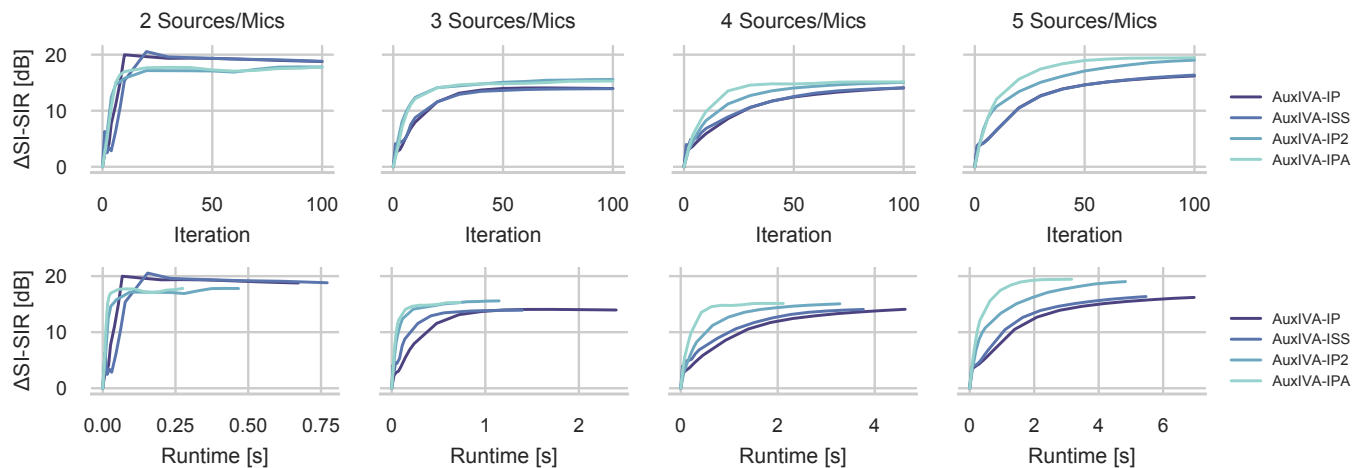 2 Sources/Mics 3 Sources/Mics 4 Sources/Mics 5 Sources/Mics
ΔSI-SIR [dB]
20
10
0
0 50 100 0 50 100 0 50 100 0 50 100
Iteration Iteration Iteration Iteration
AuxIVA-IP
AuxIVA-ISS
AuxIVA-IP2
AuxIVA-IPA
ΔSI-SIR [dB]
20
10
0
0.00 0.25 0.50 0.75 0 1 2 0 2 4 0 2 4 6
Runtime [s] Runtime [s] Runtime [s] Runtime [s]
AuxIVA-IP
AuxIVA-ISS
AuxIVA-IP2
AuxIVA-IPA